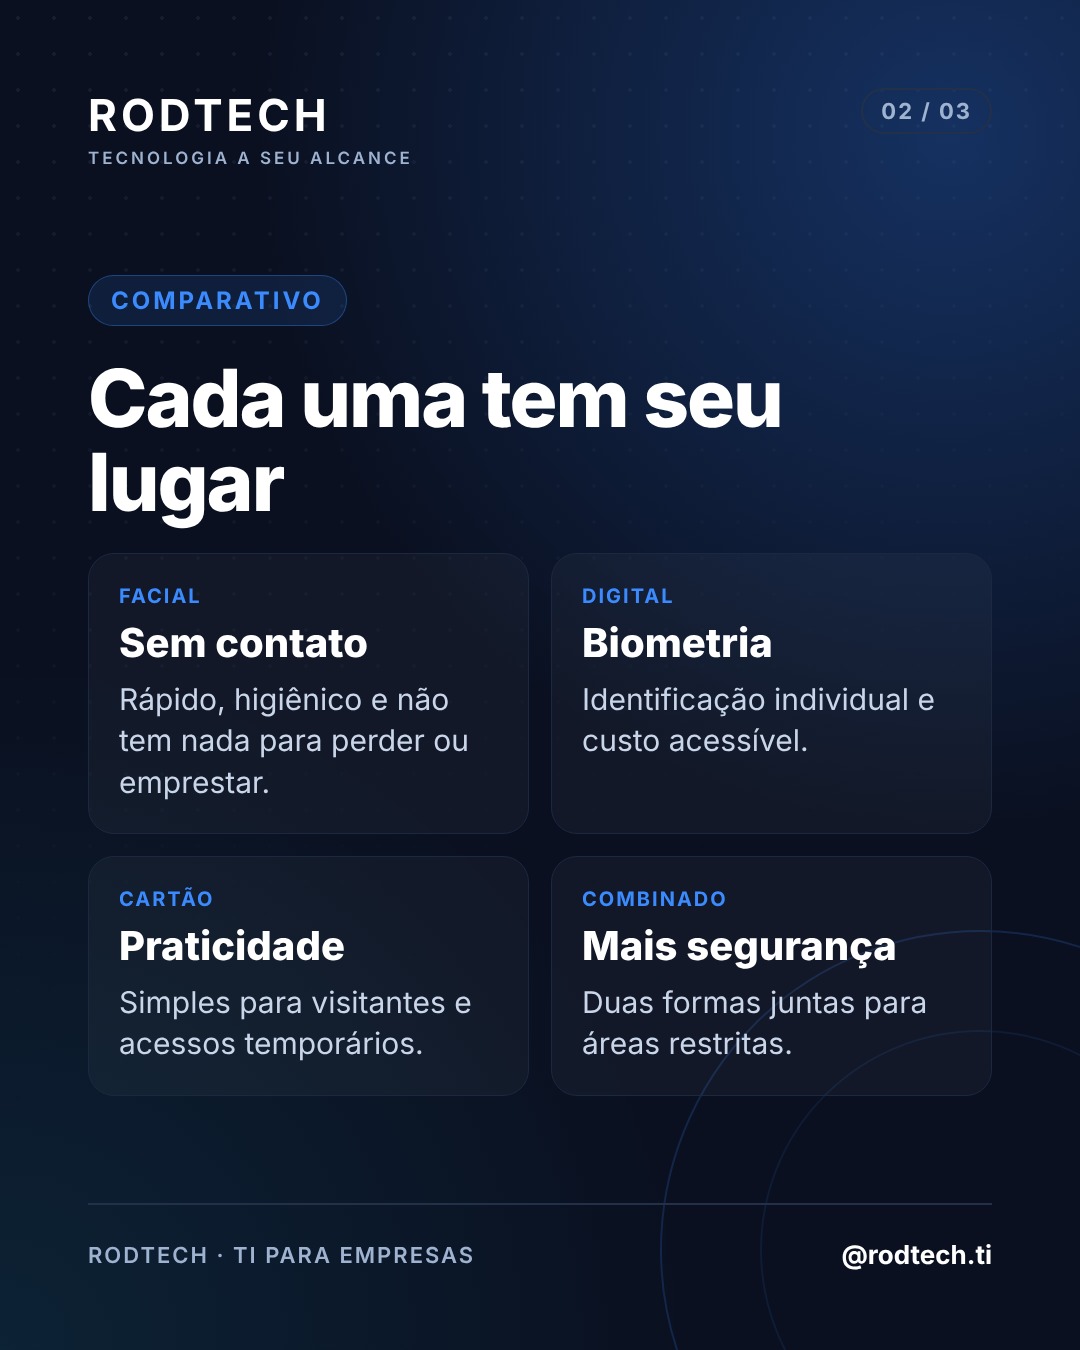 RODTECH
TECNOLOGIA A SEU ALCANCE
02 / 03
COMPARATIVO
Cada uma tem seu
lugar
FACIAL
Sem contato
Rápido, higiênico e não
tem nada para perder ou
emprestar.
DIGITAL
Biometria
Identificação individual e
custo acessível.
CARTÃO
Praticidade
Simples para visitantes e
acessos temporários.
COMBINADO
Mais segurança
Duas formas juntas para
áreas restritas.
RODTECH · TI PARA EMPRESAS
@rodtech.ti